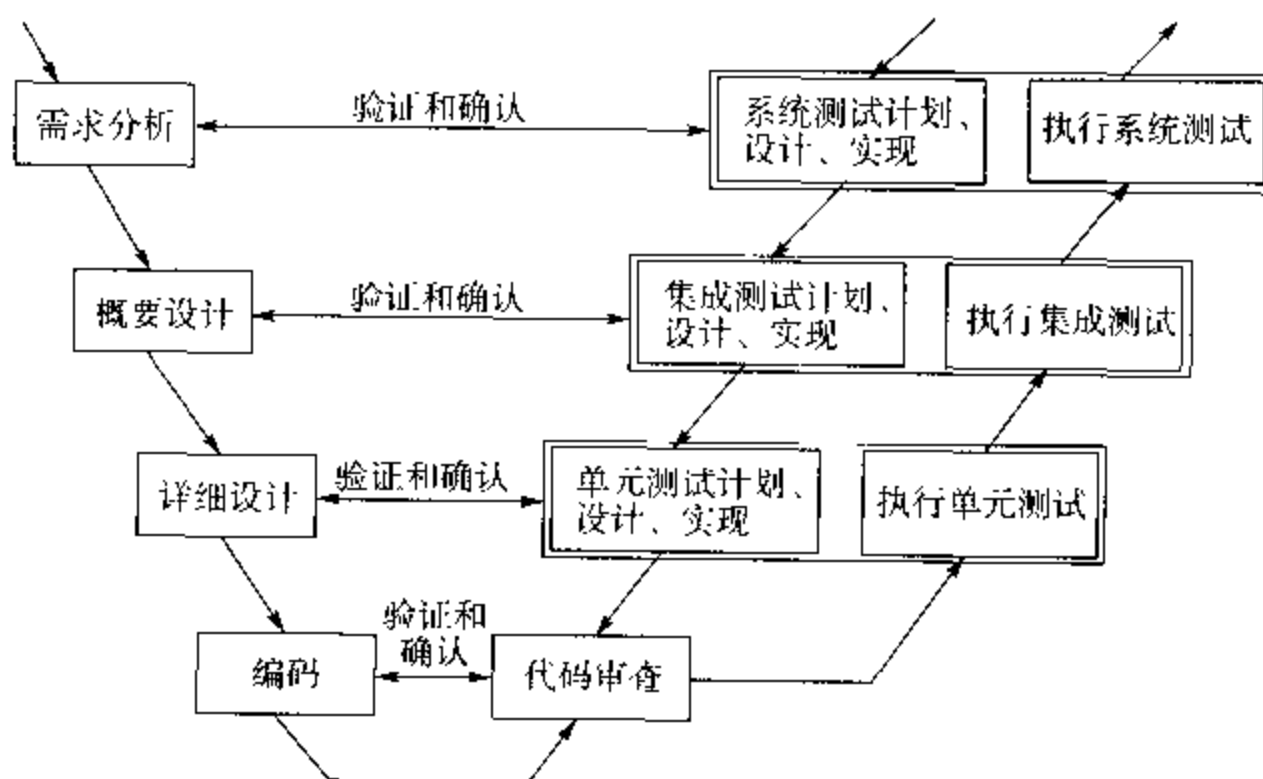 需求分析
验证和确认
系统测试计划、
设计、实现
执行系统测试
概要设计
验证和确认
集成测试计划、
设计、实现
执行集成测试
详细设计
验证和确认
单元测试计划、
设计、实现
执行单元测试
编码
验证和
确认
代码审查